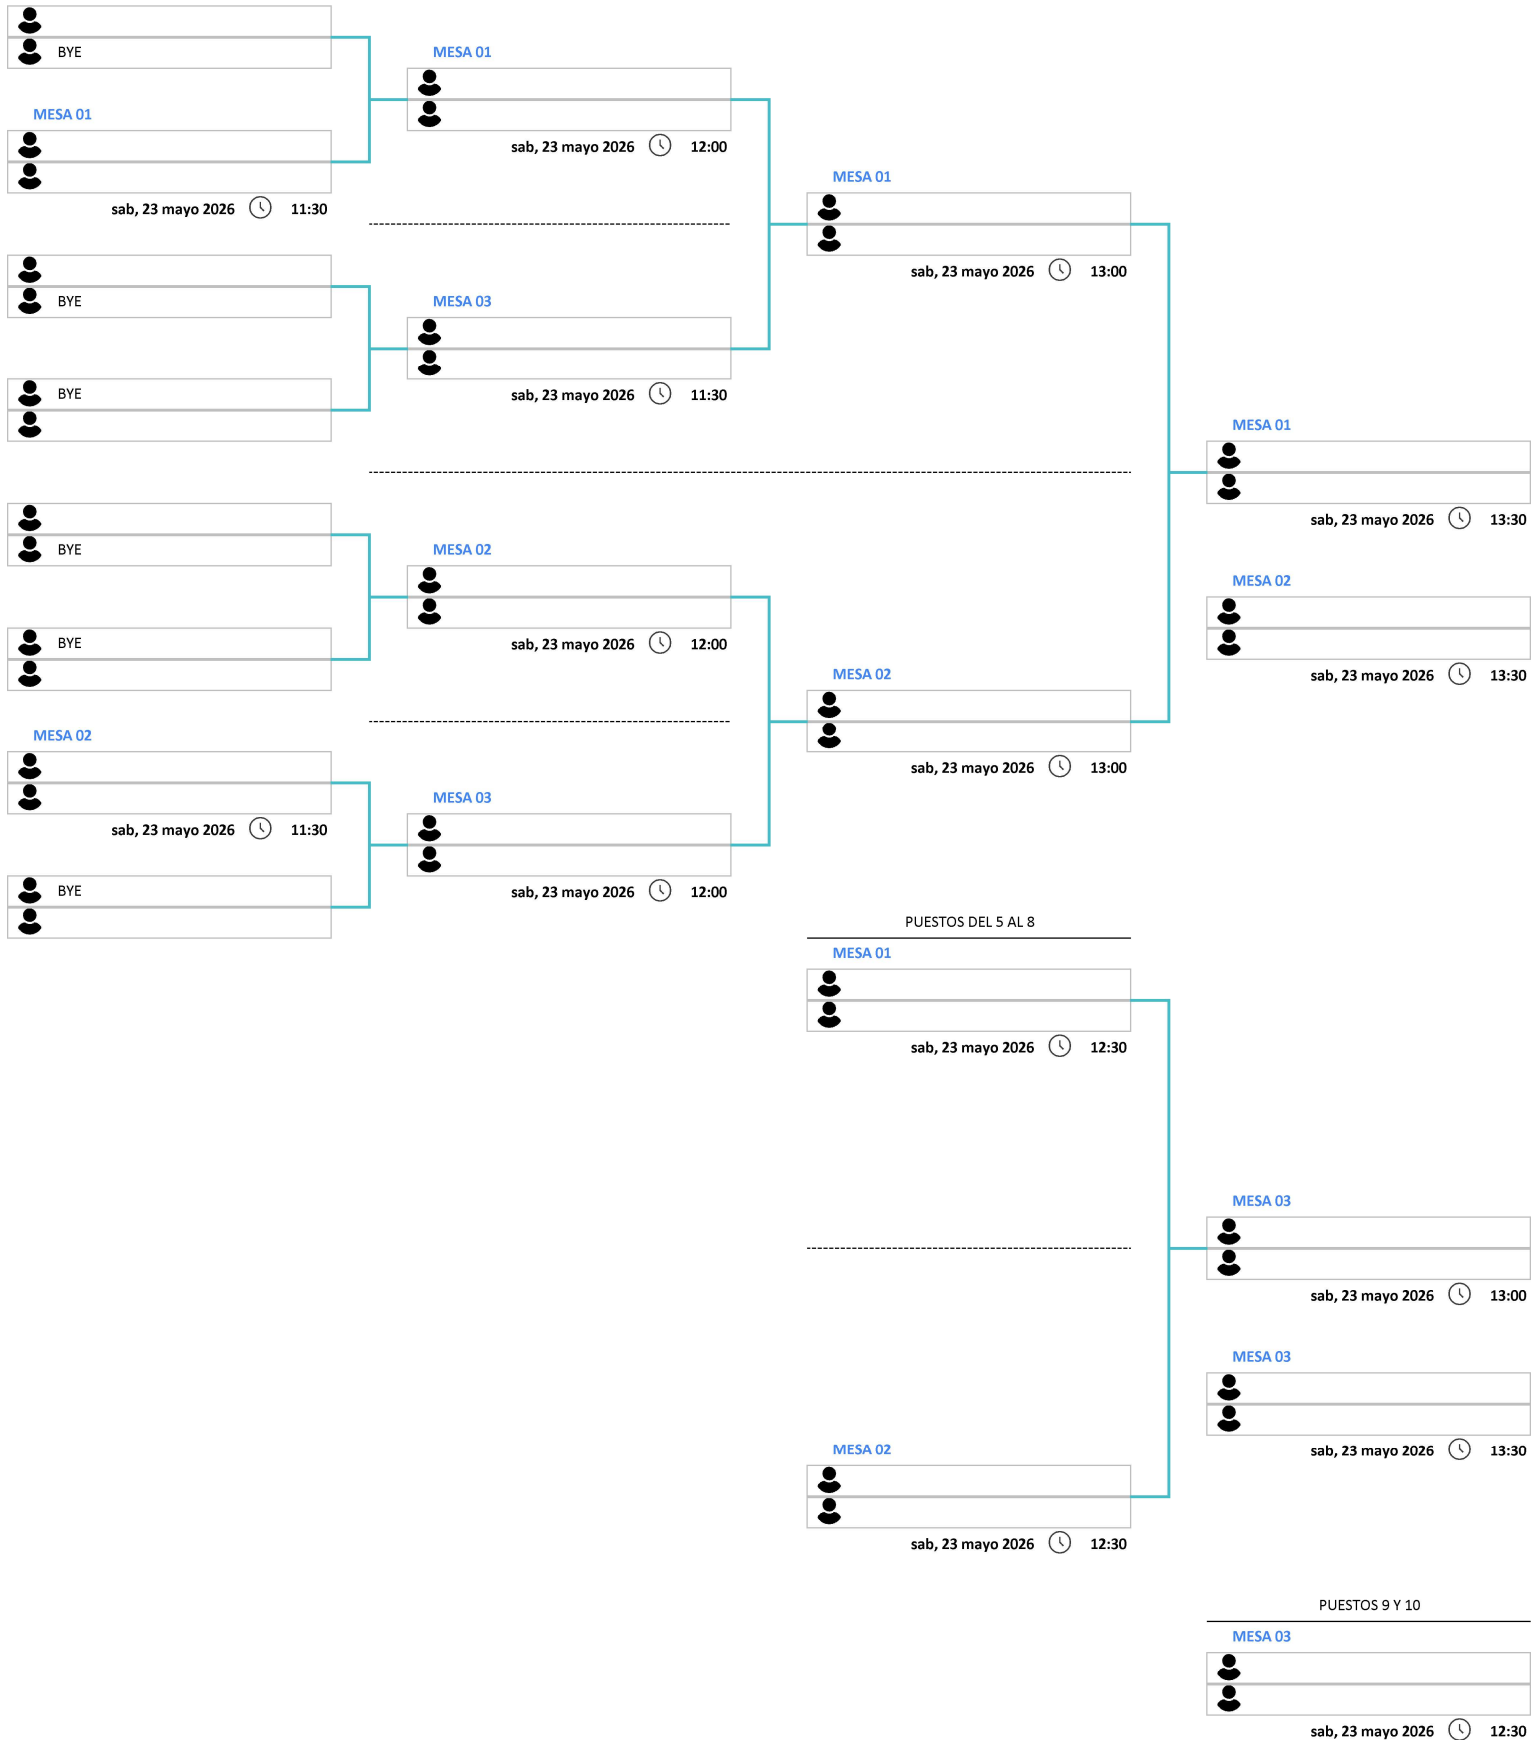 BYE
MESA 01
MESA 01
sab, 23 mayo 2026 12:00
MESA 01
sab, 23 mayo 2026 11:30
sab, 23 mayo 2026 13:00
BYE
MESA 03
BYE
sab, 23 mayo 2026 11:30
MESA 01
sab, 23 mayo 2026 13:30
BYE
MESA 02
MESA 02
BYE
sab, 23 mayo 2026 12:00
MESA 02
sab, 23 mayo 2026 13:30
MESA 02
sab, 23 mayo 2026 13:00
MESA 03
sab, 23 mayo 2026 11:30
BYE
sab, 23 mayo 2026 12:00
PUESTOS DEL 5 AL 8
MESA 01
sab, 23 mayo 2026 12:30
MESA 03
sab, 23 mayo 2026 13:00
MESA 03
MESA 02
sab, 23 mayo 2026 13:30
sab, 23 mayo 2026 12:30
PUESTOS 9 Y 10
MESA 03
sab, 23 mayo 2026 12:30